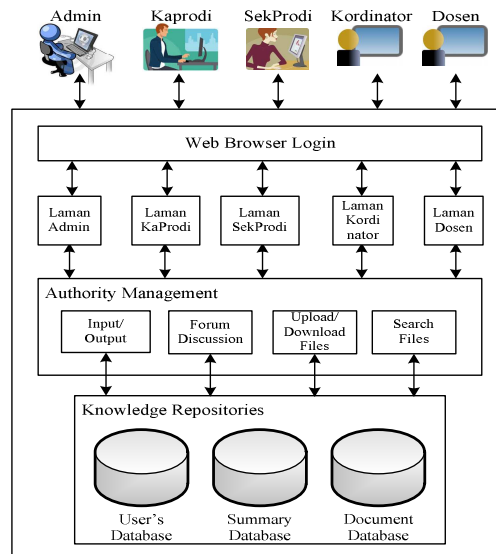 Admin
Kaprodi
SekProdi
Kordinator
Dosen
Web Browser Login
Laman
Admin
Laman
KaProdi
Laman
SekProdi
Laman
Kordi
nator
Laman
Dosen
Authority Management
Input/
Output
Forum
Discussion
Upload/
Download
Files
Search
Files
Knowledge Repositories
User's
Database
Summary
Database
Document
Database